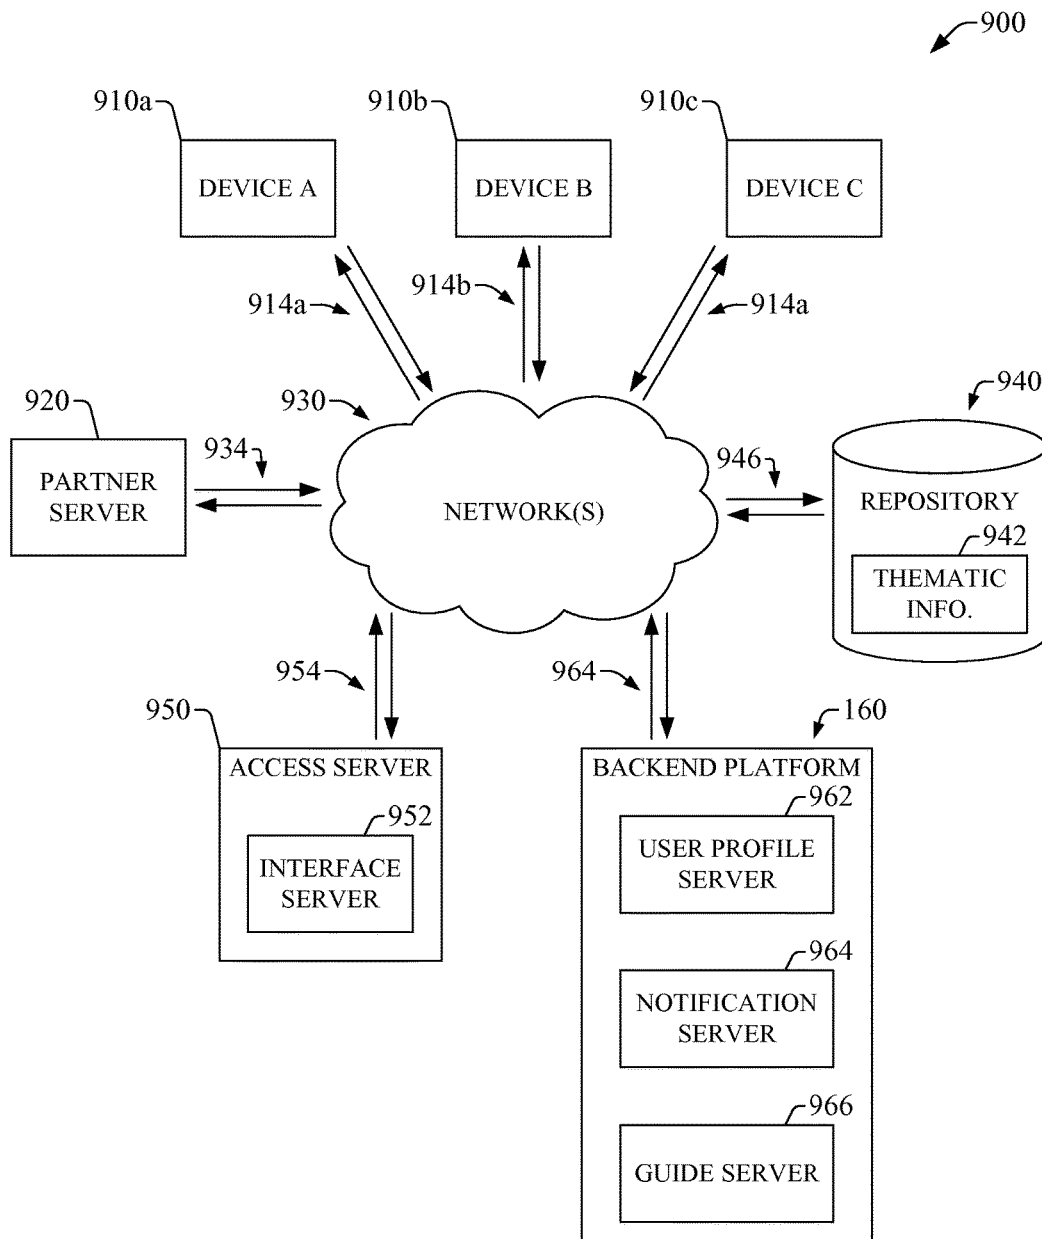 900
910a
910b
910c
DEVICE A
DEVICE B
DEVICE C
914a
914b
914a
920
930
940
PARTNER
SERVER
934
NETWORK(S)
946
REPOSITORY
942
THEMATIC
INFO.
954
964
950
160
ACCESS SERVER
952
INTERFACE
SERVER
BACKEND PLATFORM
962
USER PROFILE
SERVER
964
NOTIFICATION
SERVER
966
GUIDE SERVER